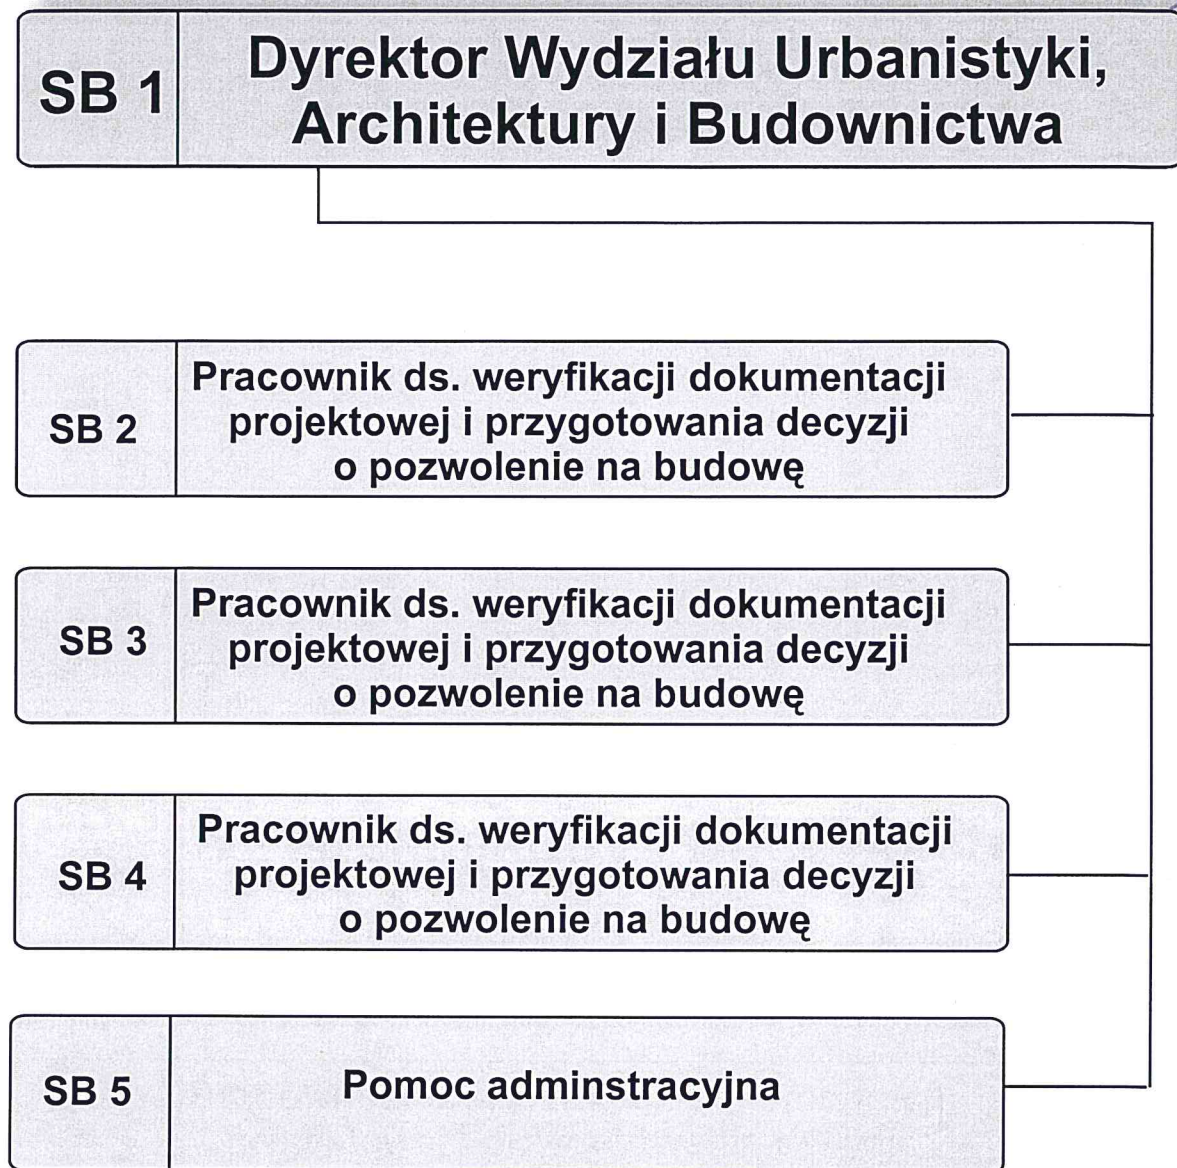 SB 1
Dyrektor Wydziału Urbanistyki,
Architektury i Budownictwa
SB 2
Pracownik ds. weryfikacji dokumentacji
projektowej i przygotowania decyzji
o pozwolenie na budowę
SB 3
Pracownik ds. weryfikacji dokumentacji
projektowej i przygotowania decyzji
o pozwolenie na budowę
SB 4
Pracownik ds. weryfikacji dokumentacji
projektowej i przygotowania decyzji
o pozwolenie na budowę
SB 5
Pomoc adminstracyjna